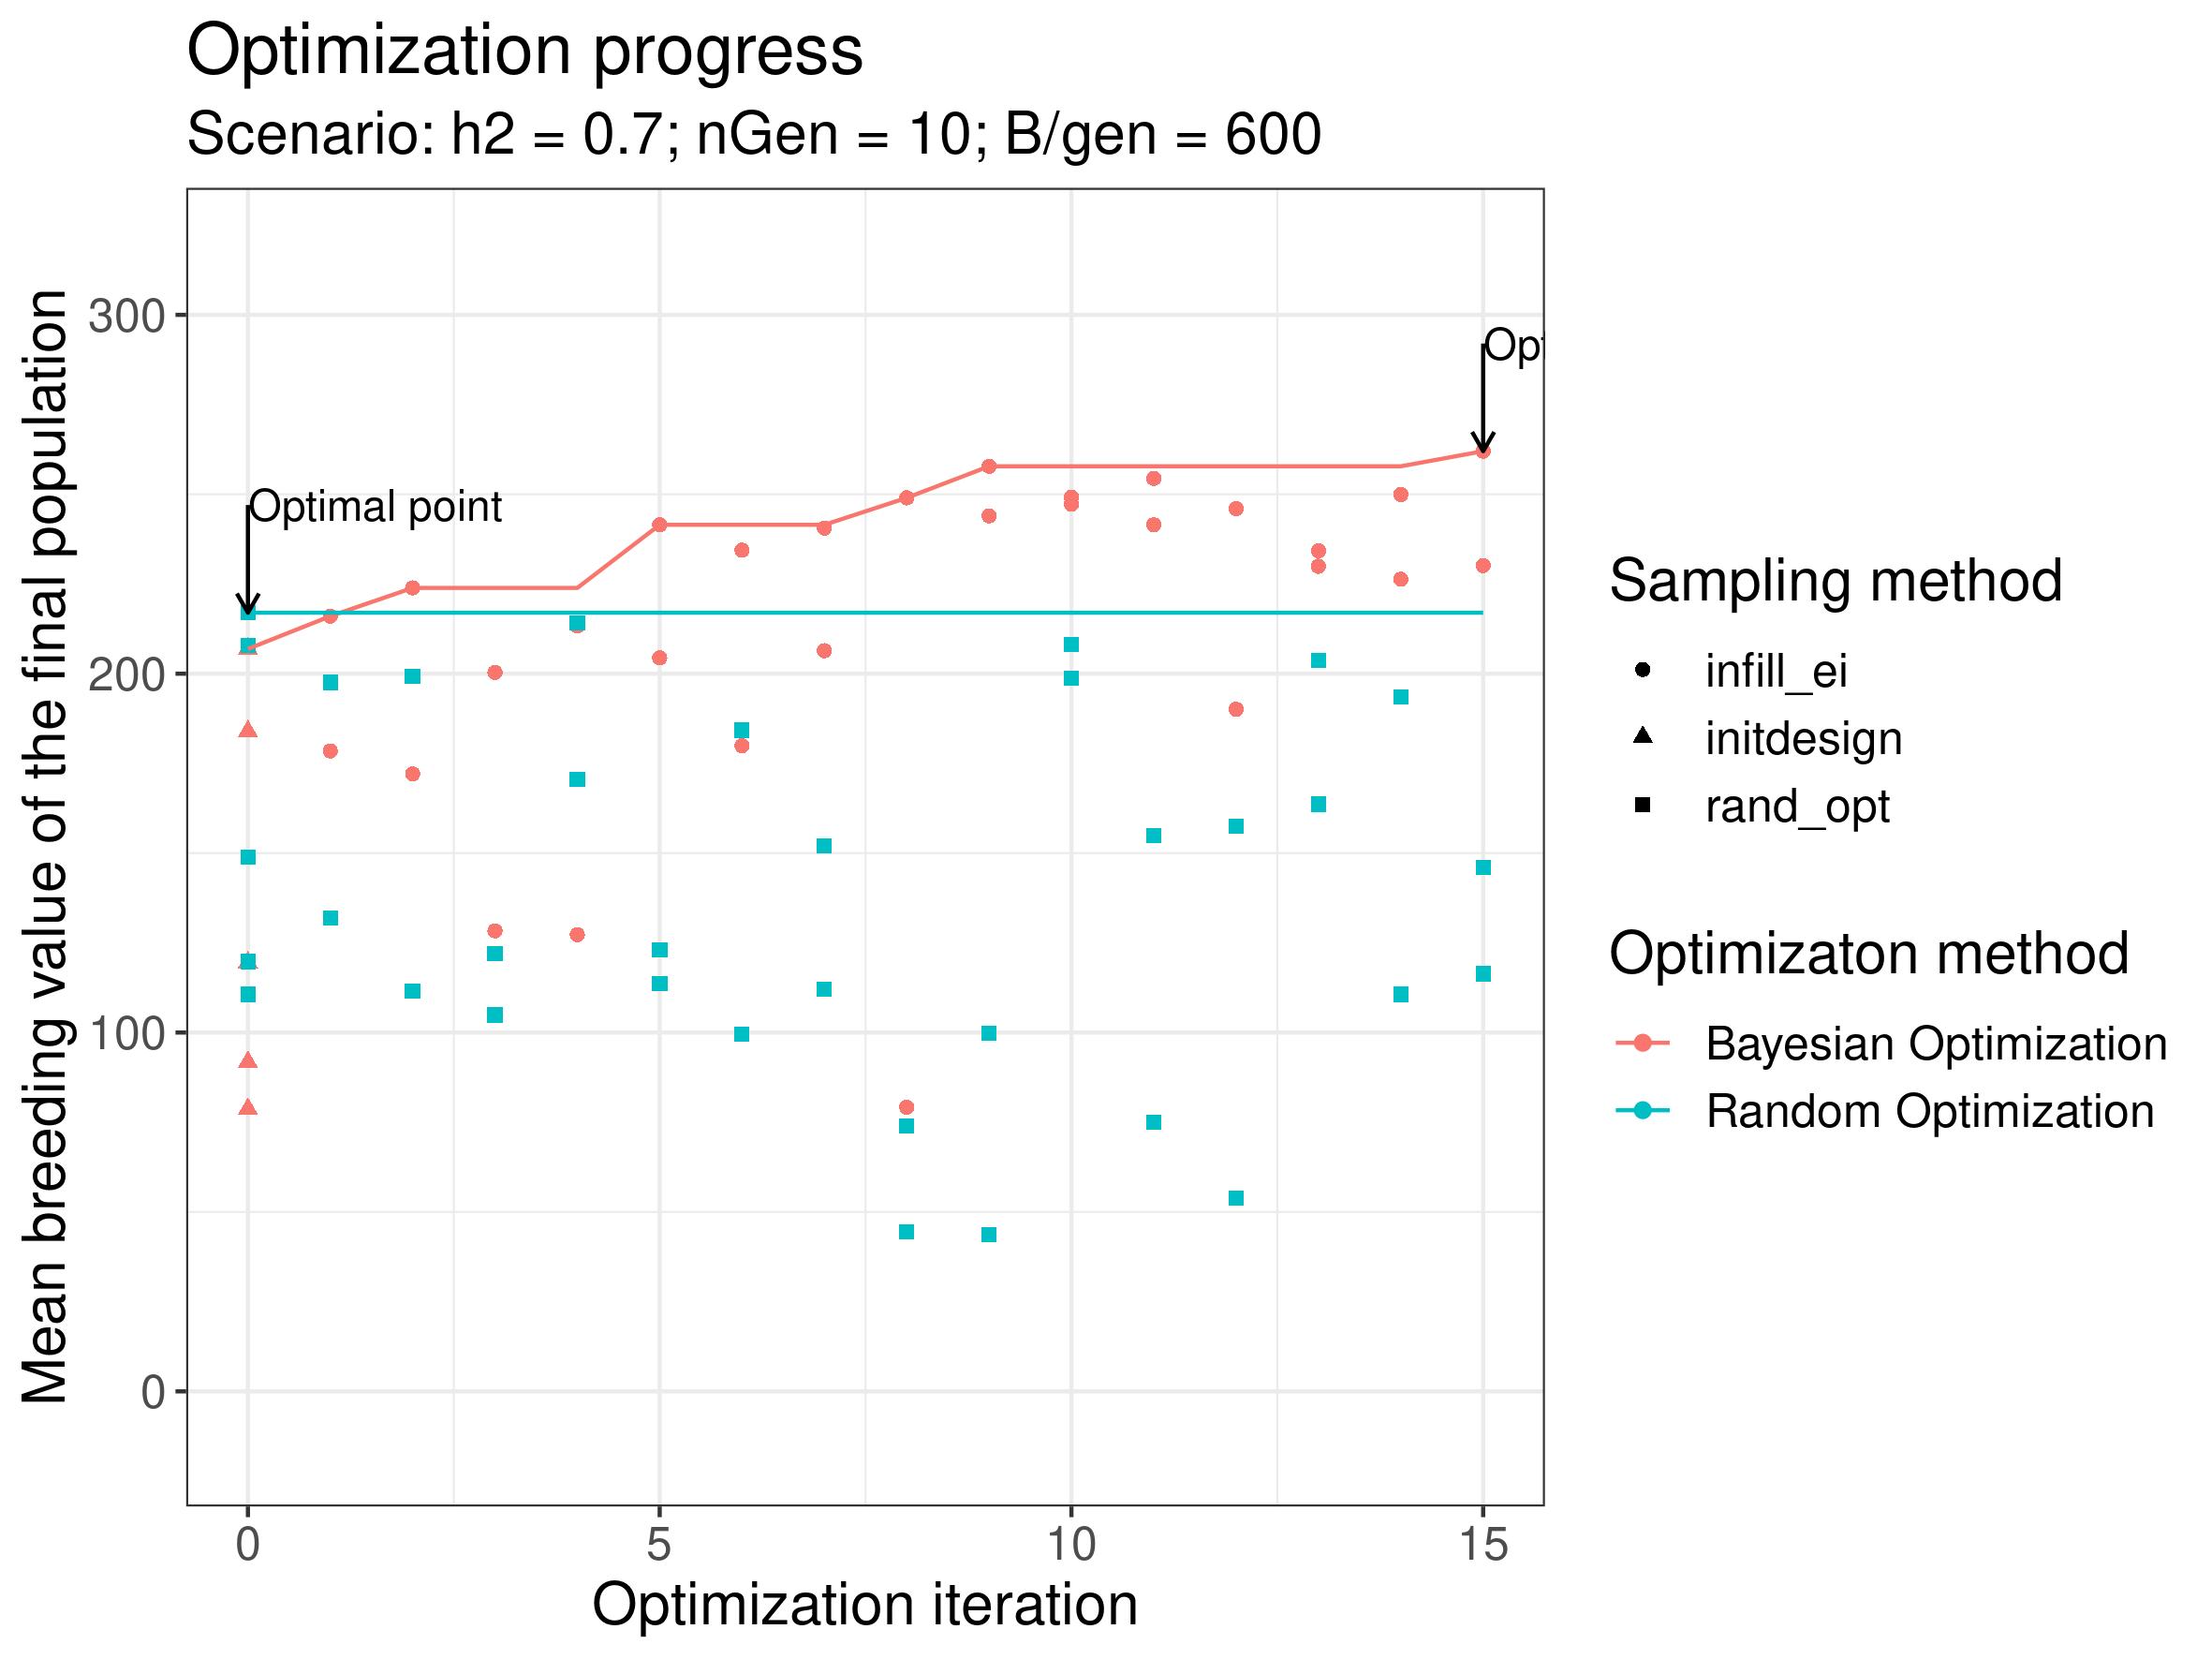 Optimization progress
Scenario: h2 = 0.7; nGen = 10; B/gen = 600
Mean breeding value of the final population
300
200
100
0
Optimal point
0
5
10
15
Optimization iteration
Sampling method
infill_ei
initdesign
rand_opt
Optimizaton method
Bayesian Optimization
Random Optimization